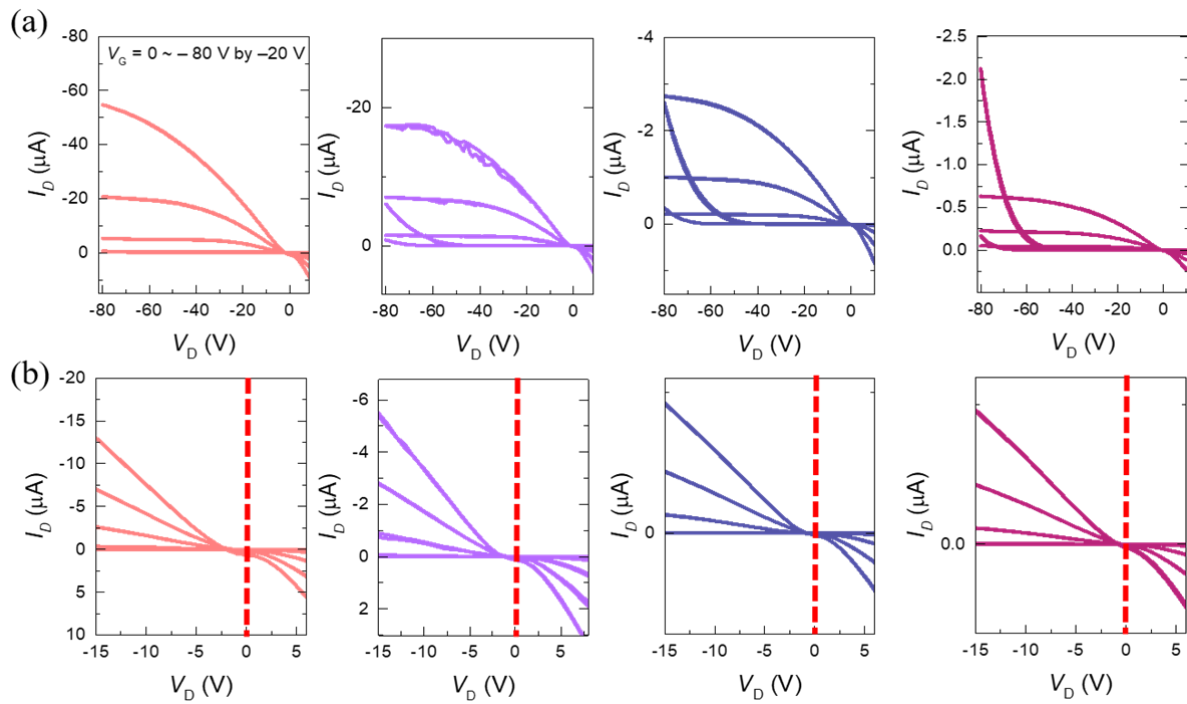 (a)
-80
-60
-40
-20
0
V_G = 0 ~ – 80 V by –20 V
I_D (μA)
-80 -60 -40 -20 0
V_D (V)
-20
0
I_D (μA)
-80 -60 -40 -20 0
V_D (V)
-4
-2
0
I_D (μA)
-80 -60 -40 -20 0
V_D (V)
-2.5
-2.0
-1.5
-1.0
-0.5
0.0
I_D (μA)
-80 -60 -40 -20 0
V_D (V)
(b)
-20
-15
-10
-5
0
5
10
I_D (μA)
-15 -10 -5 0 5
V_D (V)
-6
-4
-2
0
2
I_D (μA)
-15 -10 -5 0 5
V_D (V)
0
I_D (μA)
-15 -10 -5 0 5
V_D (V)
0.0
I_D (μA)
-15 -10 -5 0 5
V_D (V)